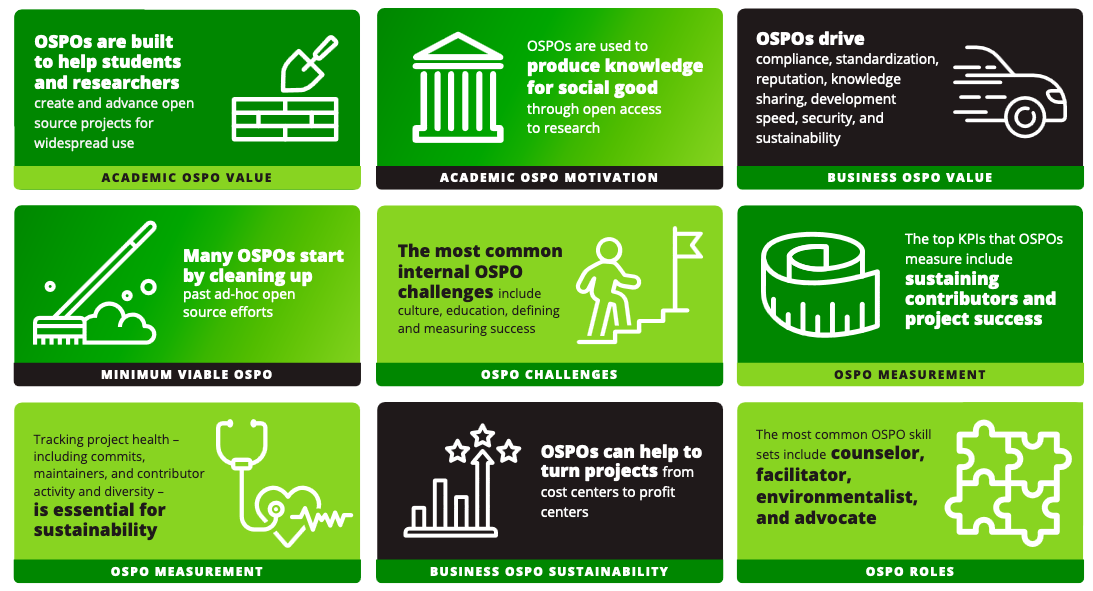 OSPOs are built
to help students
and researchers
create and advance open
source projects for
widespread use
ACADEMIC OSPO VALUE
OSPOs are used to
produce knowledge
for social good
through open access
to research
ACADEMIC OSPO MOTIVATION
OSPOs drive
compliance, standardization,
reputation, knowledge
sharing, development
speed, security, and
sustainability
BUSINESS OSPO VALUE
Many OSPOs start
by cleaning up
past ad-hoc open
source efforts
MINIMUM VIABLE OSPO
The most common
internal OSPO
challenges include
culture, education, defining
and measuring success
OSPO CHALLENGES
The top KPIs that OSPOs
measure include
sustaining
contributors and
project success
OSPO MEASUREMENT
Tracking project health –
including commits,
maintainers, and contributor
activity and diversity –
is essential for
sustainability
OSPO MEASUREMENT
OSPOs can help to
turn projects from
cost centers to profit
centers
BUSINESS OSPO SUSTAINABILITY
The most common OSPO skill
sets include counselor,
facilitator,
environmentalist,
and advocate
OSPO ROLES